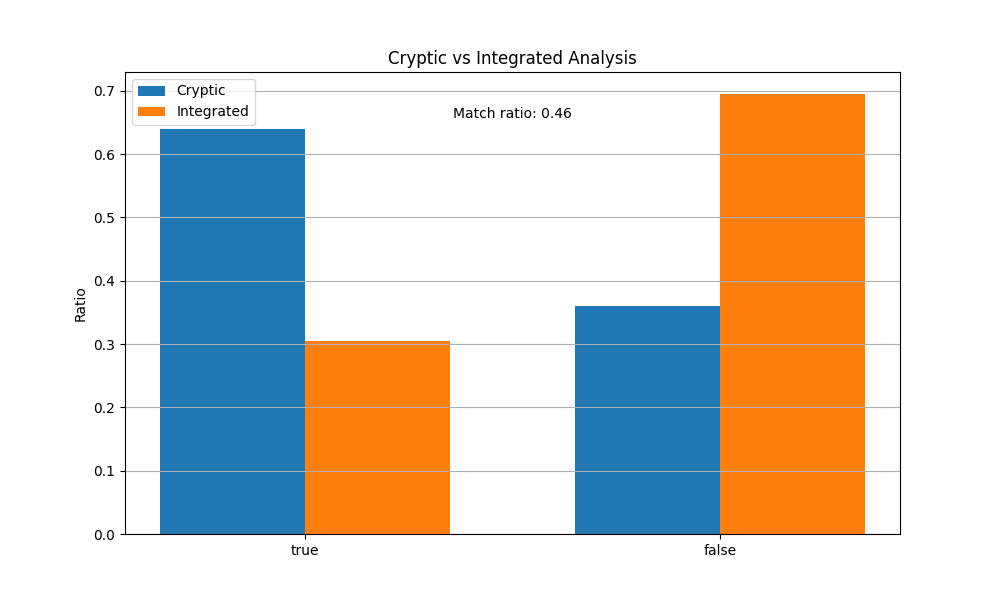 Cryptic vs Integrated Analysis
Cryptic
Integrated
Match ratio: 0.46
Ratio
0.7
0.6
0.5
0.4
0.3
0.2
0.1
0.0
true
false